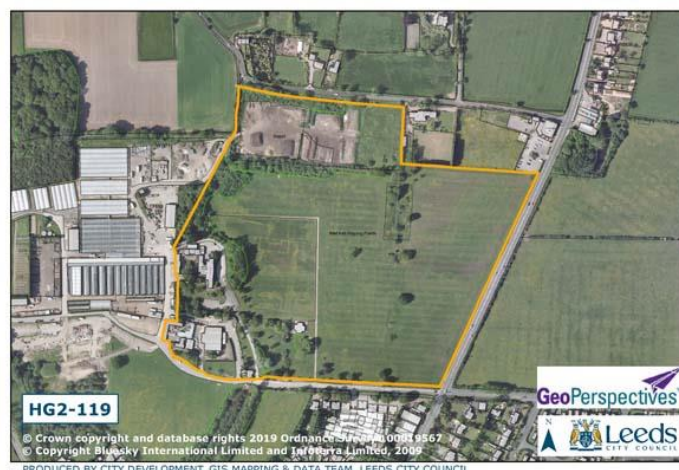 HG2-119
© Crown copyright and database rights 2019 Ordnance Survey 100019567
© Copyright Bluesky International Limited and Infoterra Limited, 2009
GeoPerspectives
N
Leeds
CITY COUNCIL
PRODUCED BY CITY DEVELOPMENT, GIS MAPPING & DATA TEAM, LEEDS CITY COUNCIL